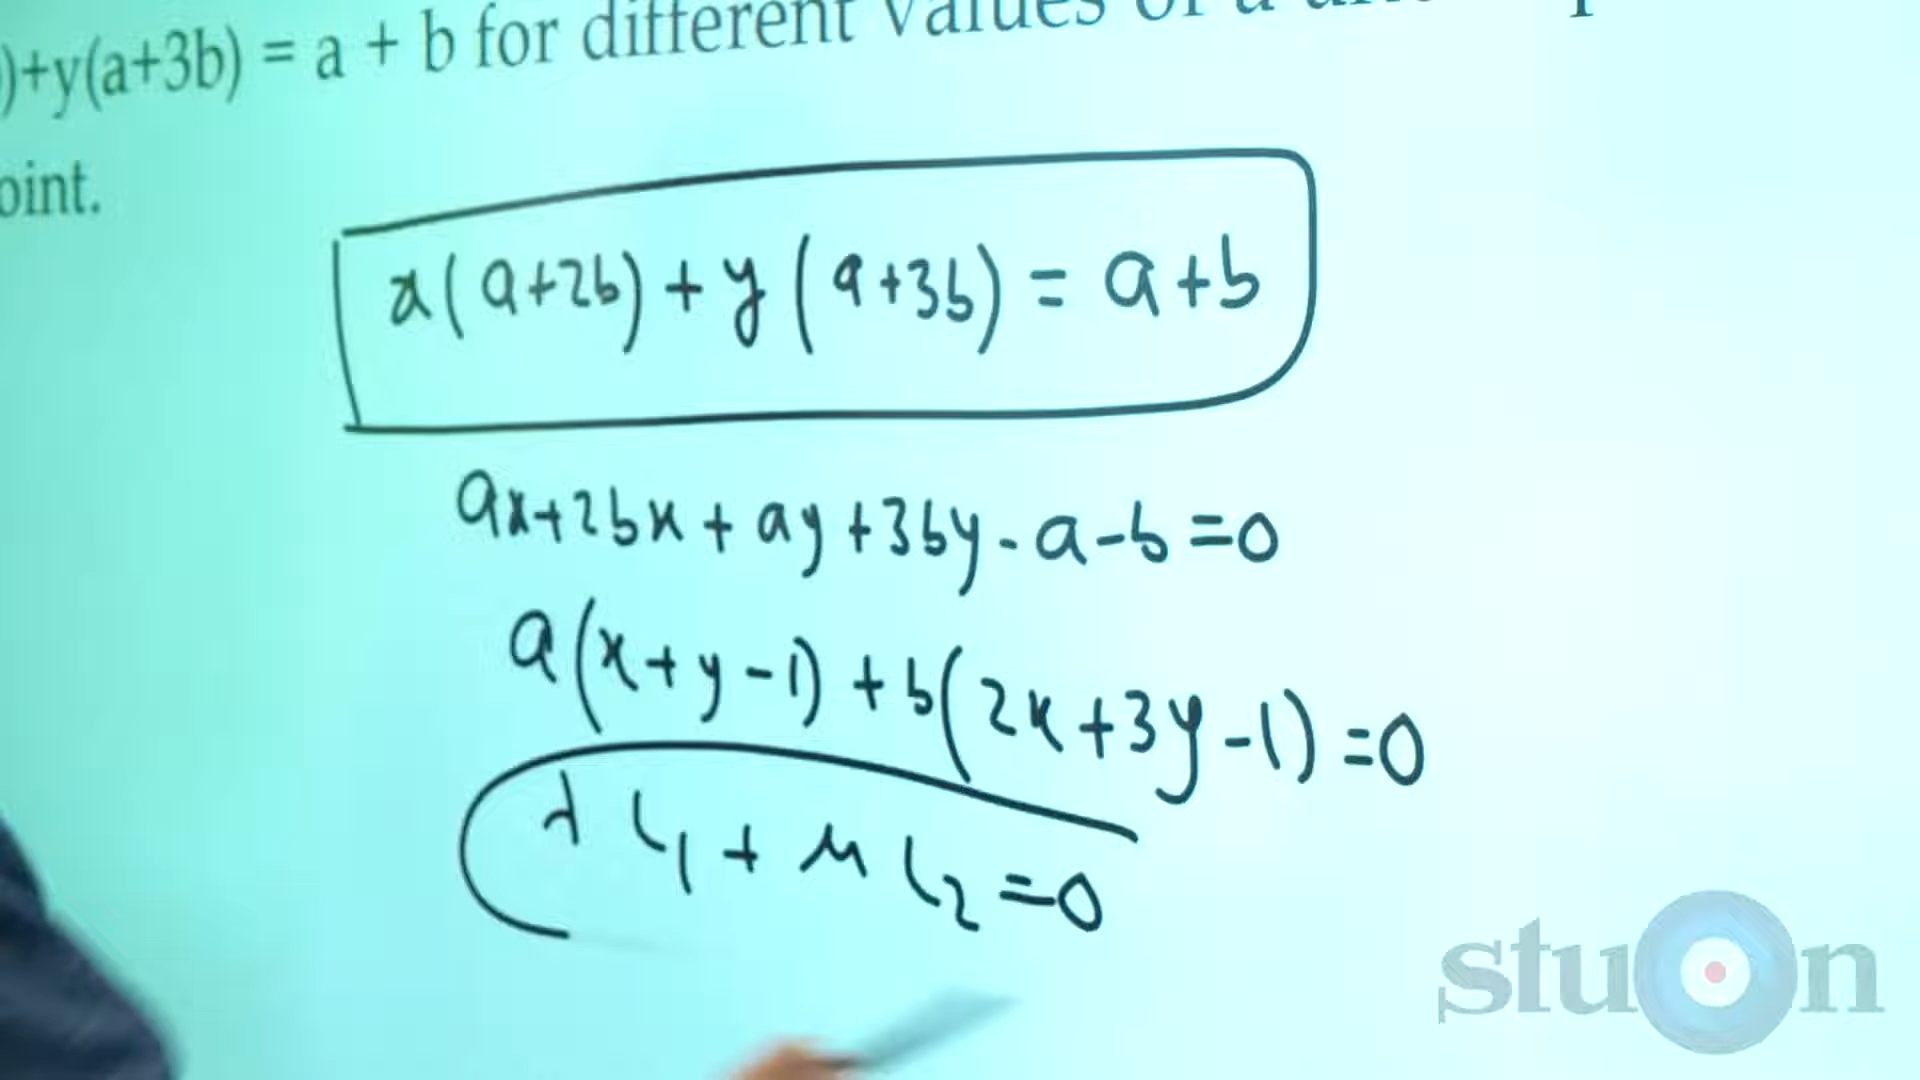 )+y(a+3b) = a + b for different values of a
oint.
x(a+2b)+y(a+3b)=a+b
ax+2bx+ay+3by-a-b=0
a(x+y-1)+b(2x+3y-1)=0
λL₁+μL₂=0
stuOn